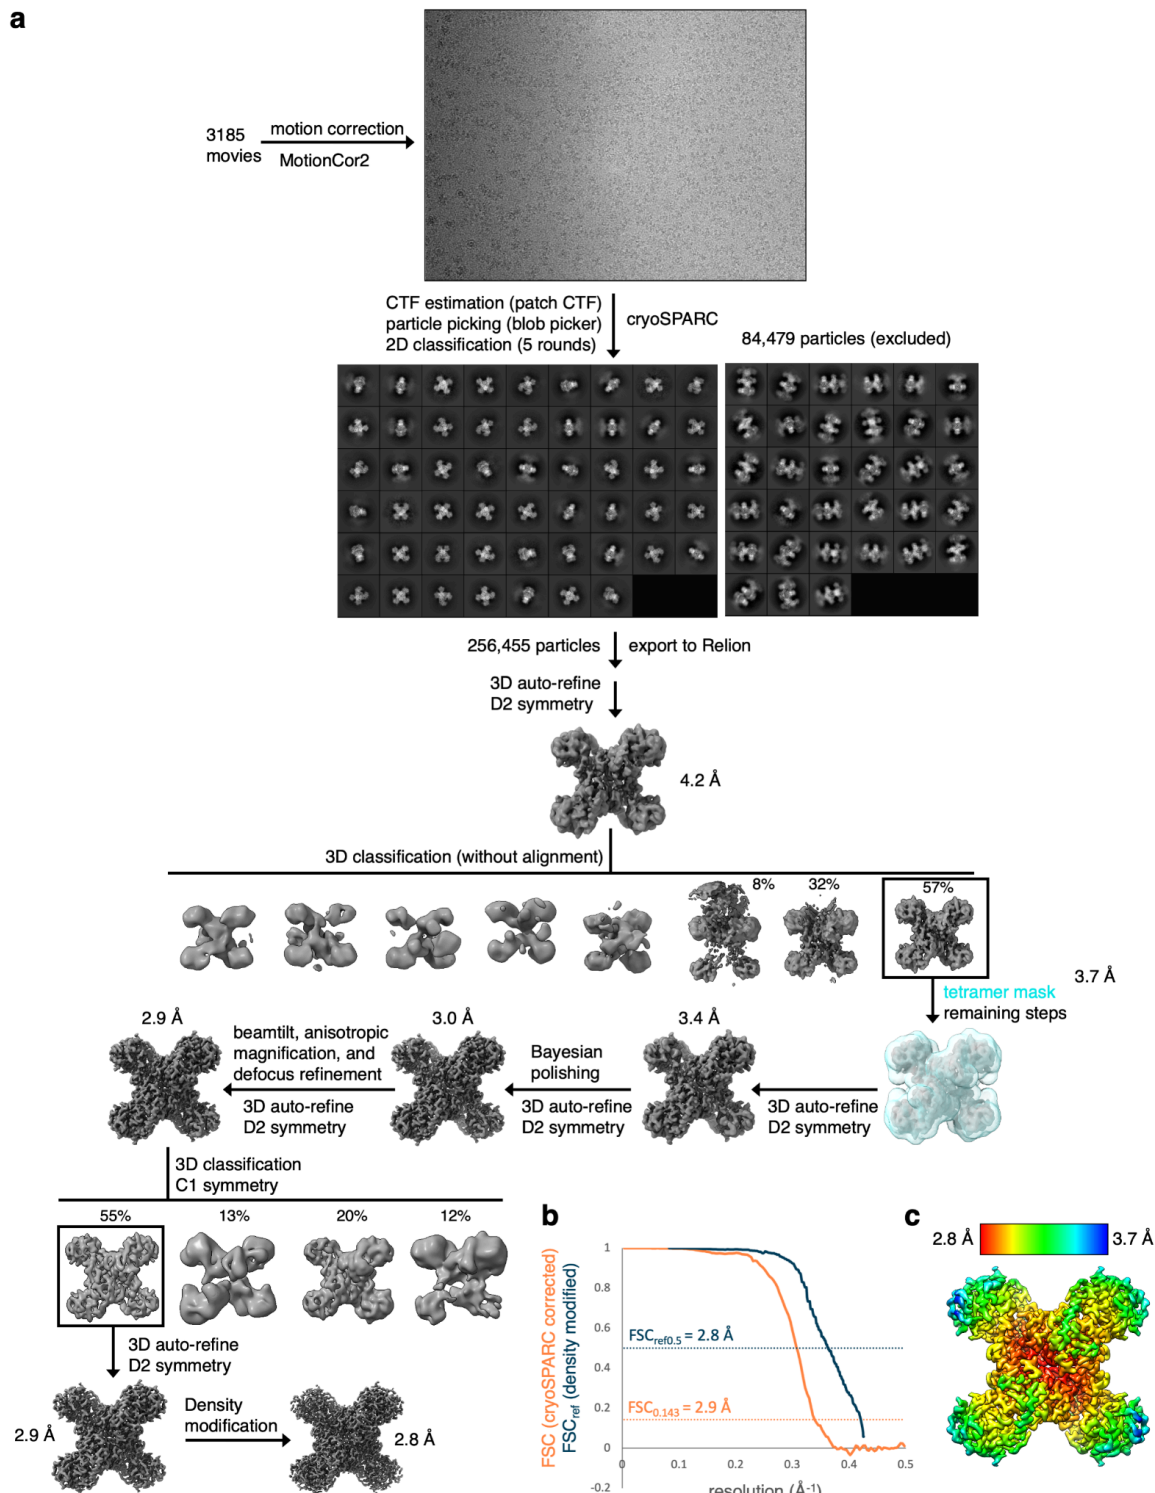 a
3185
movies
motion correction
MotionCor2
CTF estimation (patch CTF)
particle picking (blob picker)
2D classification (5 rounds)
cryoSPARC
84,479 particles (excluded)
256,455 particles
export to Relion
3D auto-refine
D2 symmetry
4.2 Å
3D classification (without alignment)
8%
32%
57%
3.7 Å
tetramer mask
remaining steps
2.9 Å
beamtilt, anisotropic
magnification, and
defocus refinement
3D auto-refine
D2 symmetry
3.0 Å
Bayesian
polishing
3D auto-refine
D2 symmetry
3.4 Å
3D auto-refine
D2 symmetry
3D classification
C1 symmetry
55%
13%
20%
12%
3D auto-refine
D2 symmetry
2.9 Å
Density
modification
2.8 Å
b
FSC (cryoSPARC corrected)
FSCref (density modified)
1
0.8
0.6
0.4
0.2
0
-0.2
FSCref0.5 = 2.8 Å
FSC0.143 = 2.9 Å
0
0.1
0.2
0.3
0.4
0.5
resolution (Å-1)
c
2.8 Å
3.7 Å